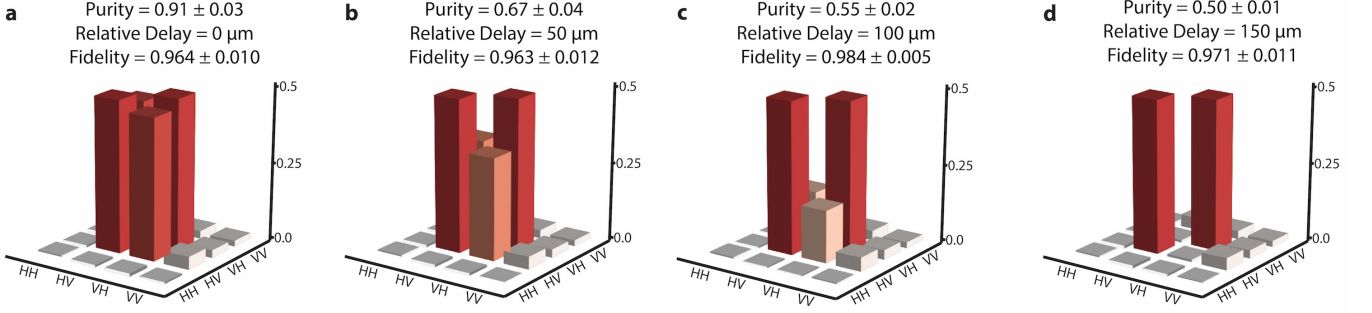 a
Purity = 0.91 ± 0.03
Relative Delay = 0 µm
Fidelity = 0.964 ± 0.010
0.5
0.25
0.0
HH
HV
VH
VV
HH
HV
VH
VV
b
Purity = 0.67 ± 0.04
Relative Delay = 50 µm
Fidelity = 0.963 ± 0.012
0.5
0.25
0.0
HH
HV
VH
VV
HH
HV
VH
VV
c
Purity = 0.55 ± 0.02
Relative Delay = 100 µm
Fidelity = 0.984 ± 0.005
0.5
0.25
0.0
HH
HV
VH
VV
HH
HV
VH
VV
d
Purity = 0.50 ± 0.01
Relative Delay = 150 µm
Fidelity = 0.971 ± 0.011
0.5
0.25
0.0
HH
HV
VH
VV
HH
HV
VH
VV